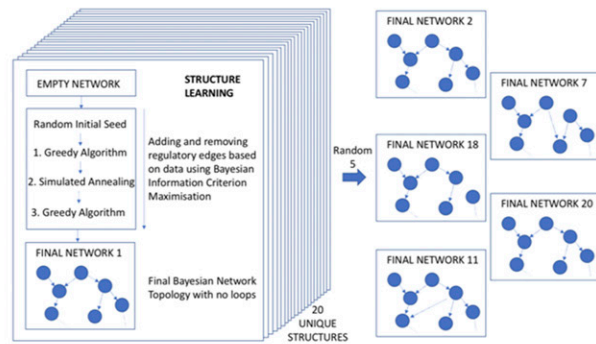 EMPTY NETWORK
STRUCTURE
LEARNING
Random Initial Seed
1. Greedy Algorithm
2. Simulated Annealing
3. Greedy Algorithm
Adding and removing
regulatory edges based
on data using Bayesian
Information Criterion
Maximisation
FINAL NETWORK 1
Final Bayesian Network
Topology with no loops
20
UNIQUE
STRUCTURES
Random
5
FINAL NETWORK 2
FINAL NETWORK 7
FINAL NETWORK 18
FINAL NETWORK 20
FINAL NETWORK 11